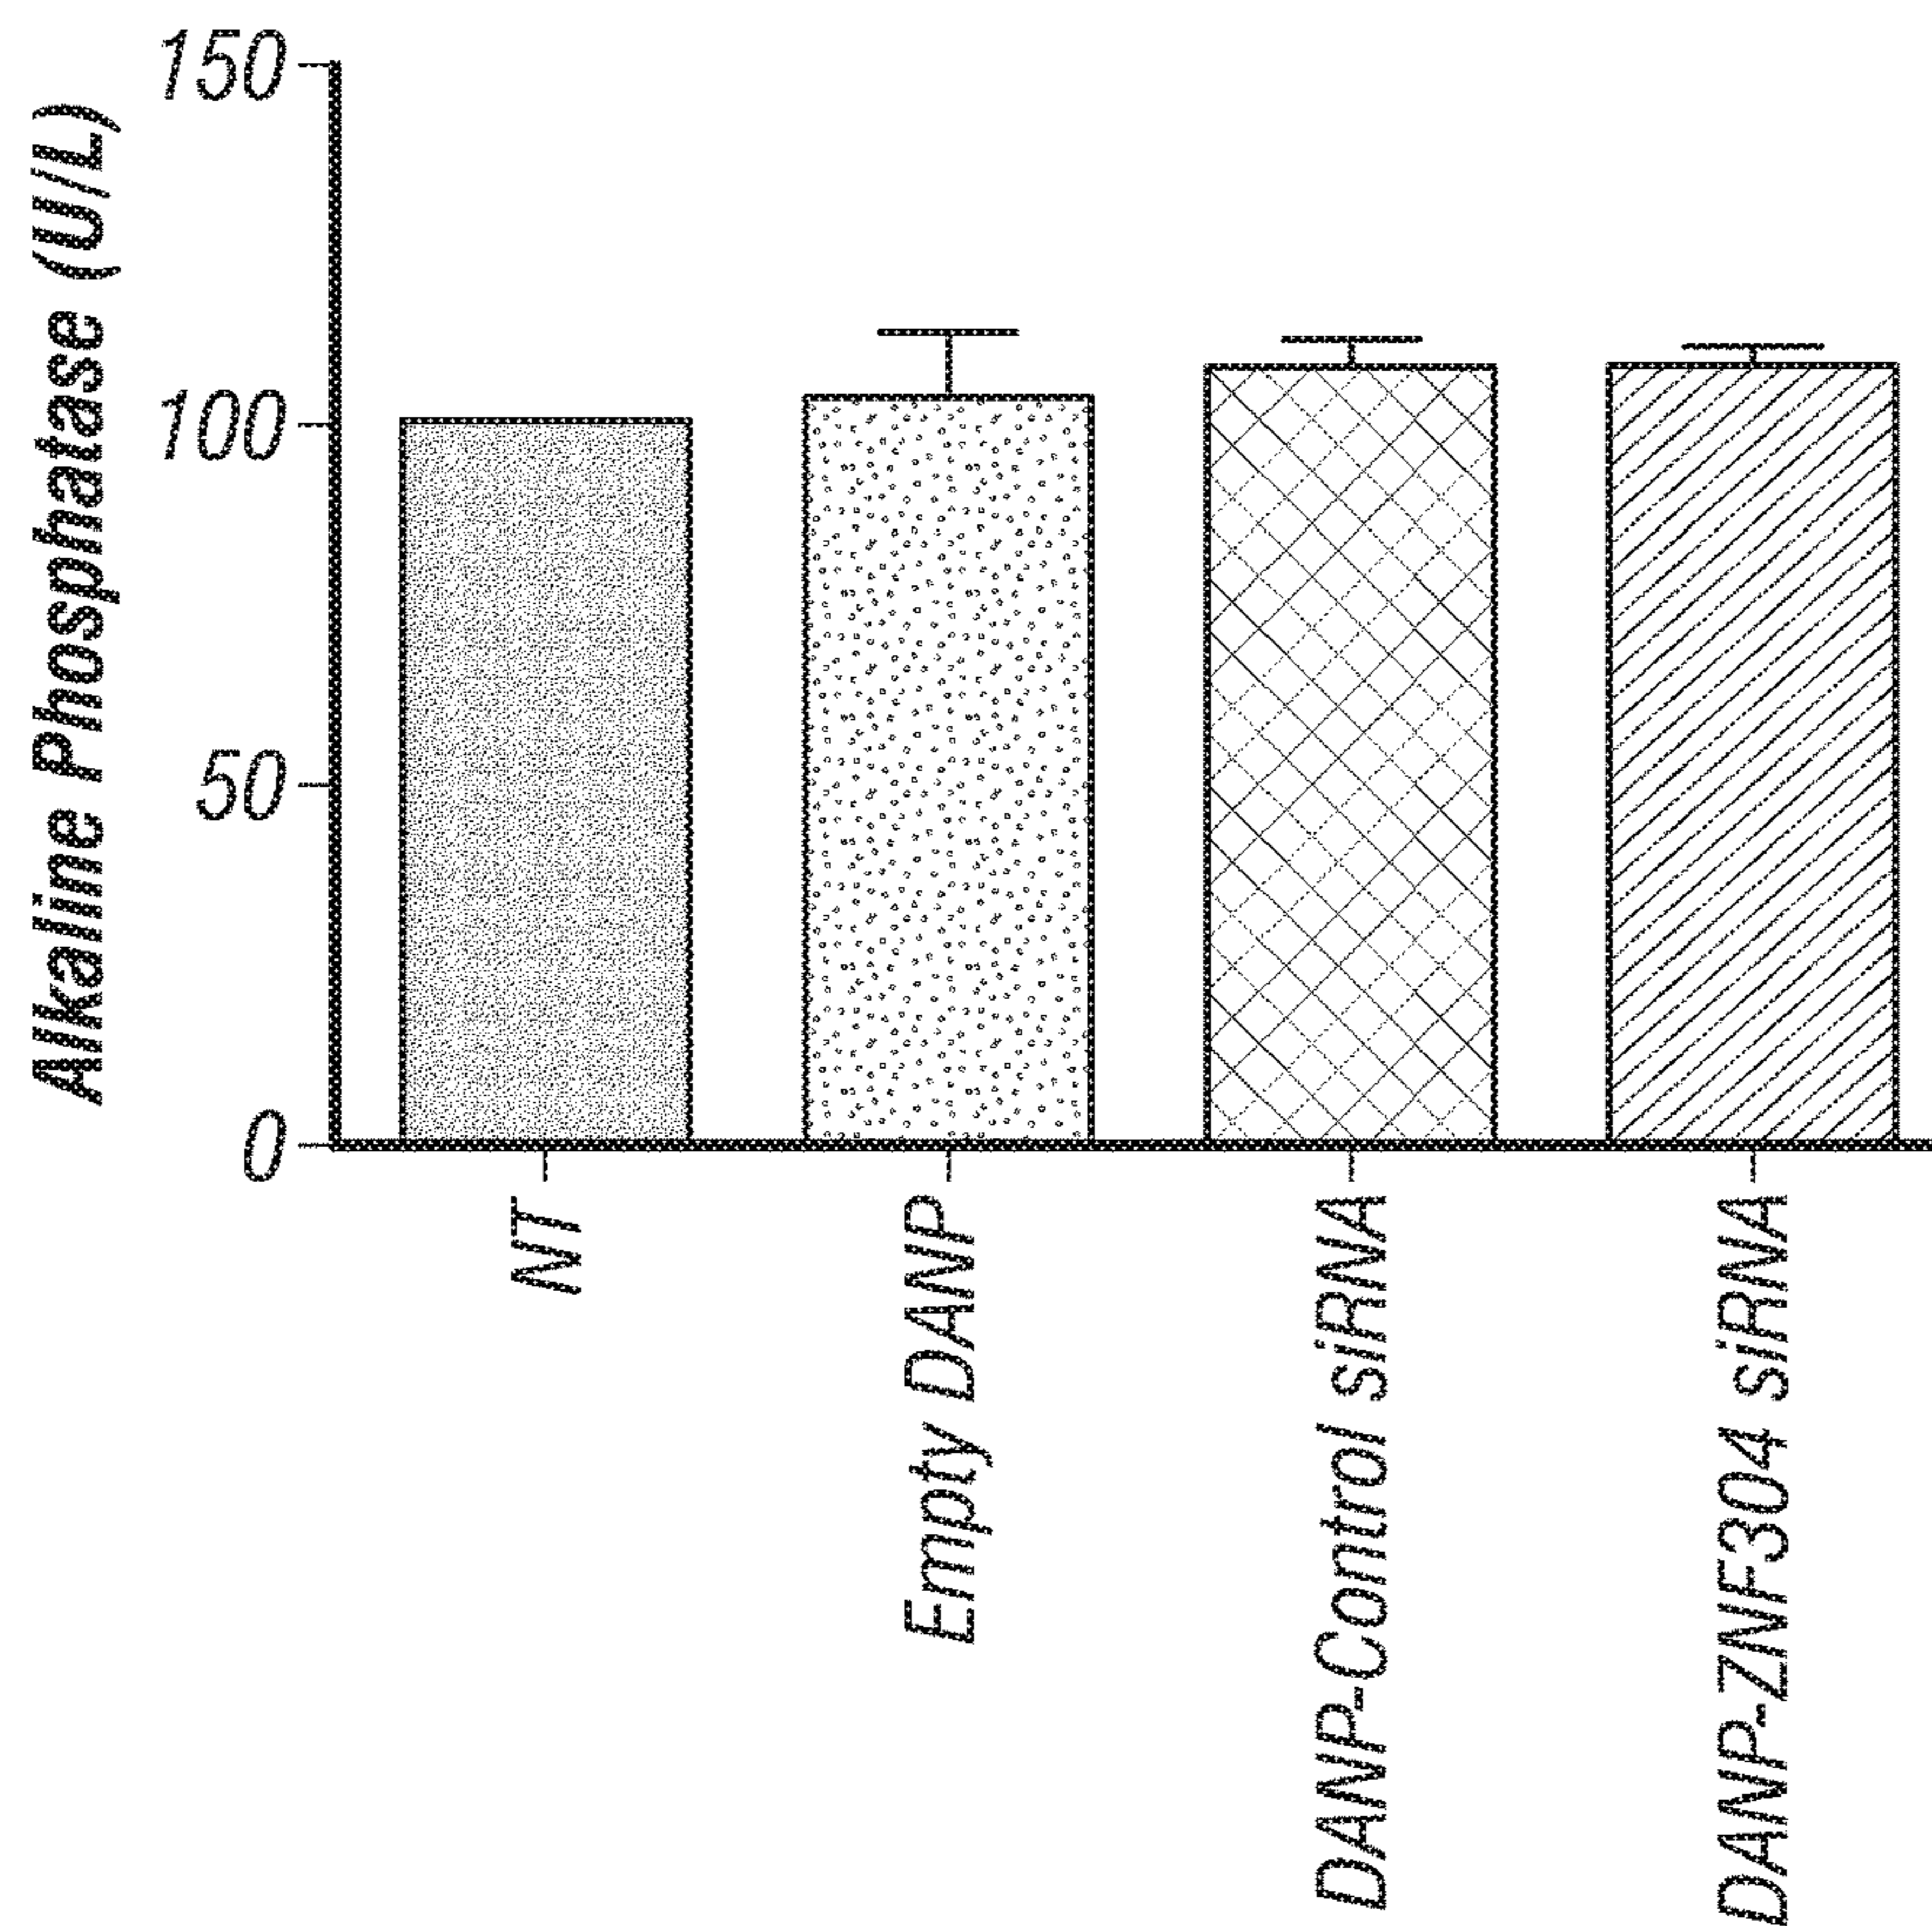 Alkaline Phosphatase (U/L)
150
100
50
0
NT
Empty DANP
DANP-Control siRNA
DANP-ZNF304 siRNA